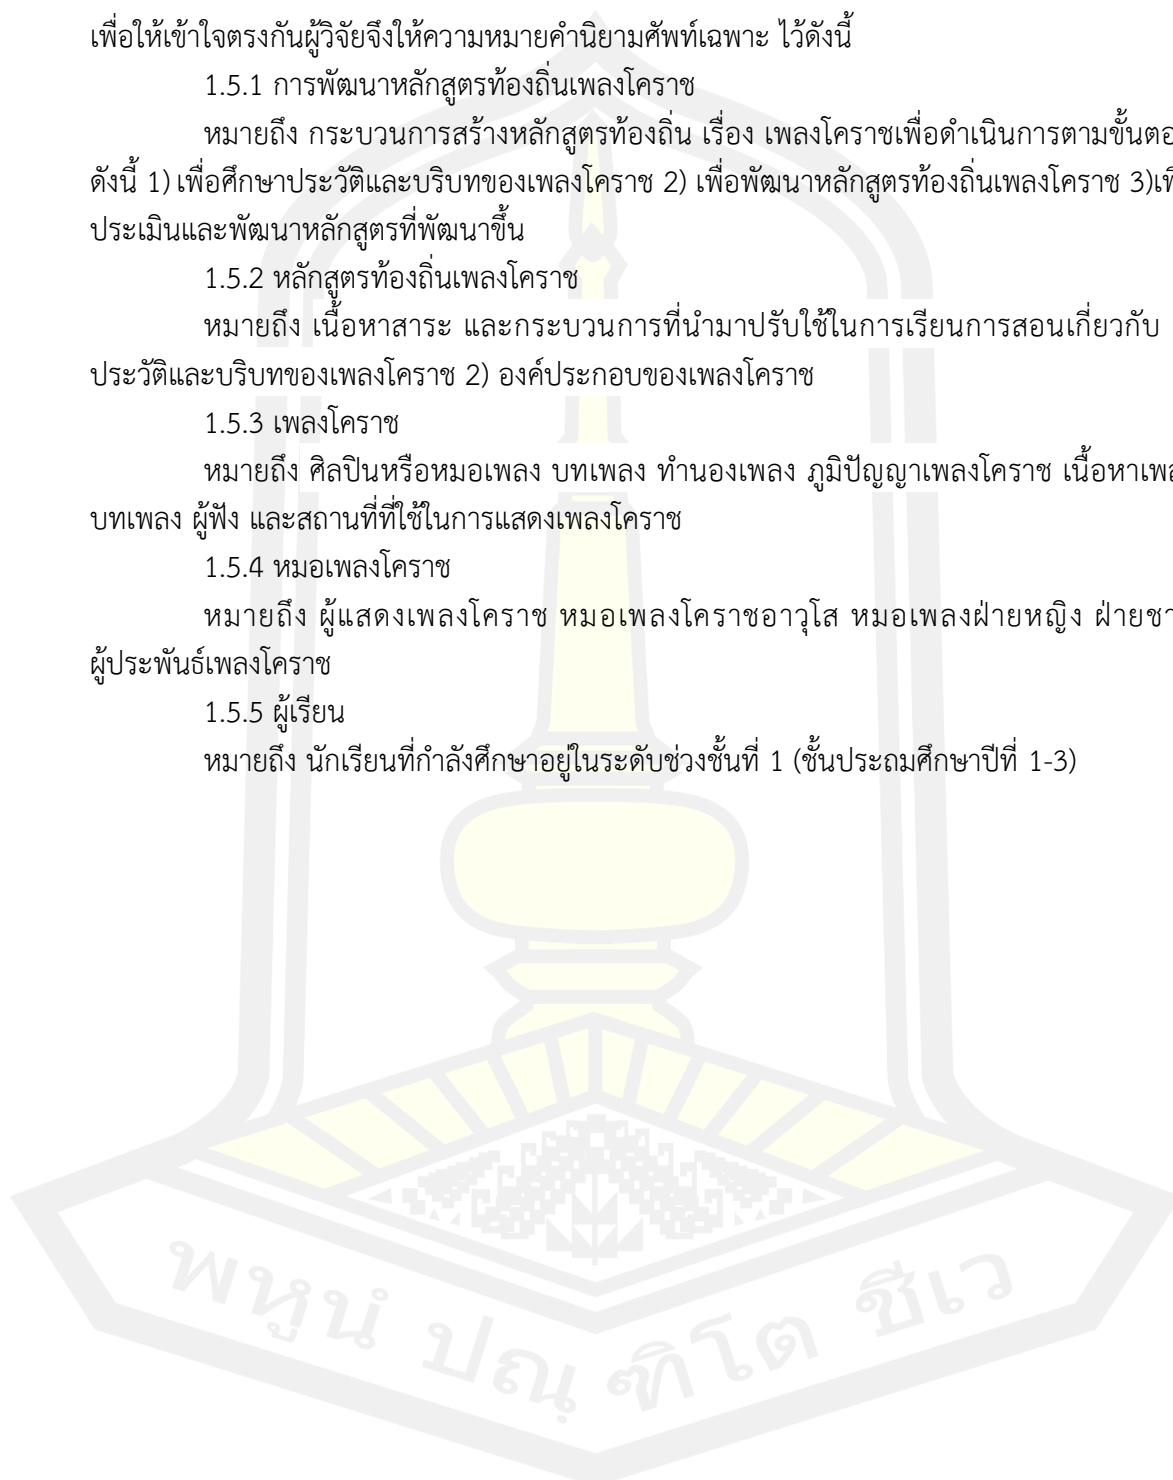 เพื่อให้เข้าใจตรงกันผู้วิจัยจึงให้ความหมายคำนิยามศัพท์เฉพาะ ไว้ดังนี้
1.5.1 การพัฒนาหลักสูตรท้องถิ่นเพลงโคราช
หมายถึง กระบวนการสร้างหลักสูตรท้องถิ่น เรื่อง เพลงโคราชเพื่อดำเนินการตามขั้นตอ
ดังนี้ 1) เพื่อศึกษาประวัติและบริบทของเพลงโคราช 2) เพื่อพัฒนาหลักสูตรท้องถิ่นเพลงโคราช 3)
ประเมินและพัฒนาหลักสูตรที่พัฒนาขึ้น
1.5.2 หลักสูตรท้องถิ่นเพลงโคราช
หมายถึง เนื้อหาสาระ และกระบวนการที่นำมาปรับใช้ในการเรียนการสอนเกี่ยวกับ
ประวัติและบริบทของเพลงโคราช 2) องค์ประกอบของเพลงโคราช
1.5.3 เพลงโคราช
หมายถึง ศิลปินหรือหมอเพลง บทเพลง ทำนองเพลง ภูมิปัญญาเพลงโคราช เนื้อหาเพล
บทเพลง ผู้ฟัง และสถานที่ที่ใช้ในการแสดงเพลงโคราช
1.5.4 หมอเพลงโคราช
หมายถึง ผู้แสดงเพลงโคราช หมอเพลงโคราชอาวุโส หมอเพลงฝ่ายหญิง ฝ่ายชา
ผู้ประพันธ์เพลงโคราช
1.5.5 ผู้เรียน
หมายถึง นักเรียนที่กำลังศึกษาอยู่ในระดับช่วงชั้นที่ 1 (ชั้นประถมศึกษาปีที่ 1-3)
พหูนํ ปณฺฑิโต ชีเว